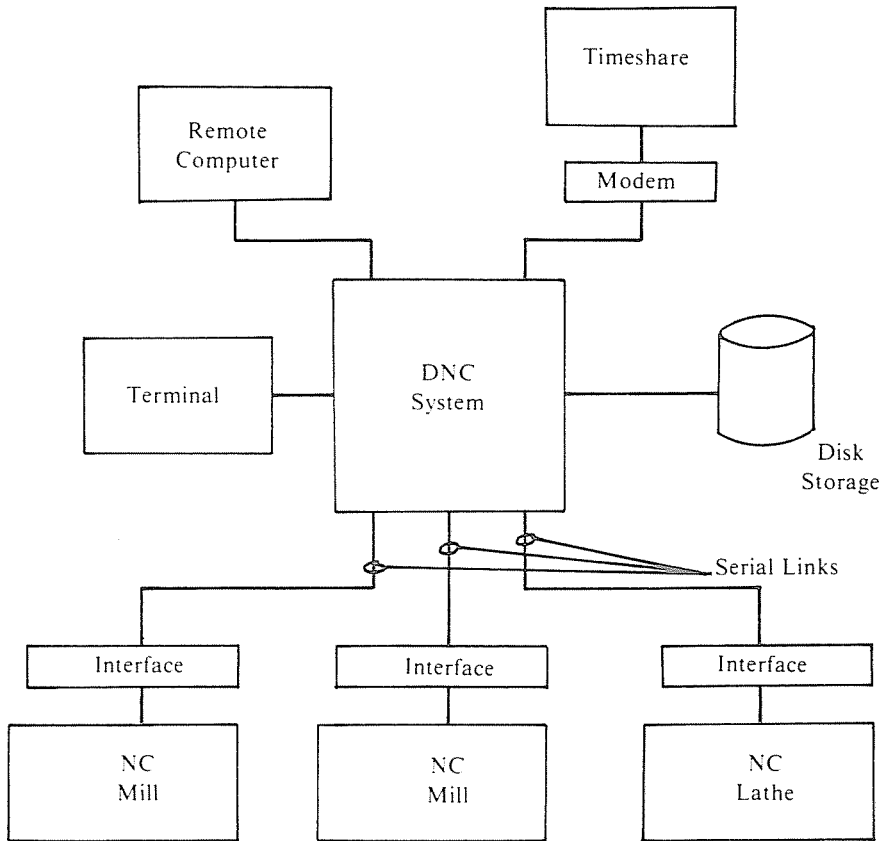 Timeshare
Remote
Computer
Modem
DNC
System
Terminal
Disk
Storage
Serial Links
Interface
Interface
Interface
NC
Mill
NC
Mill
NC
Lathe